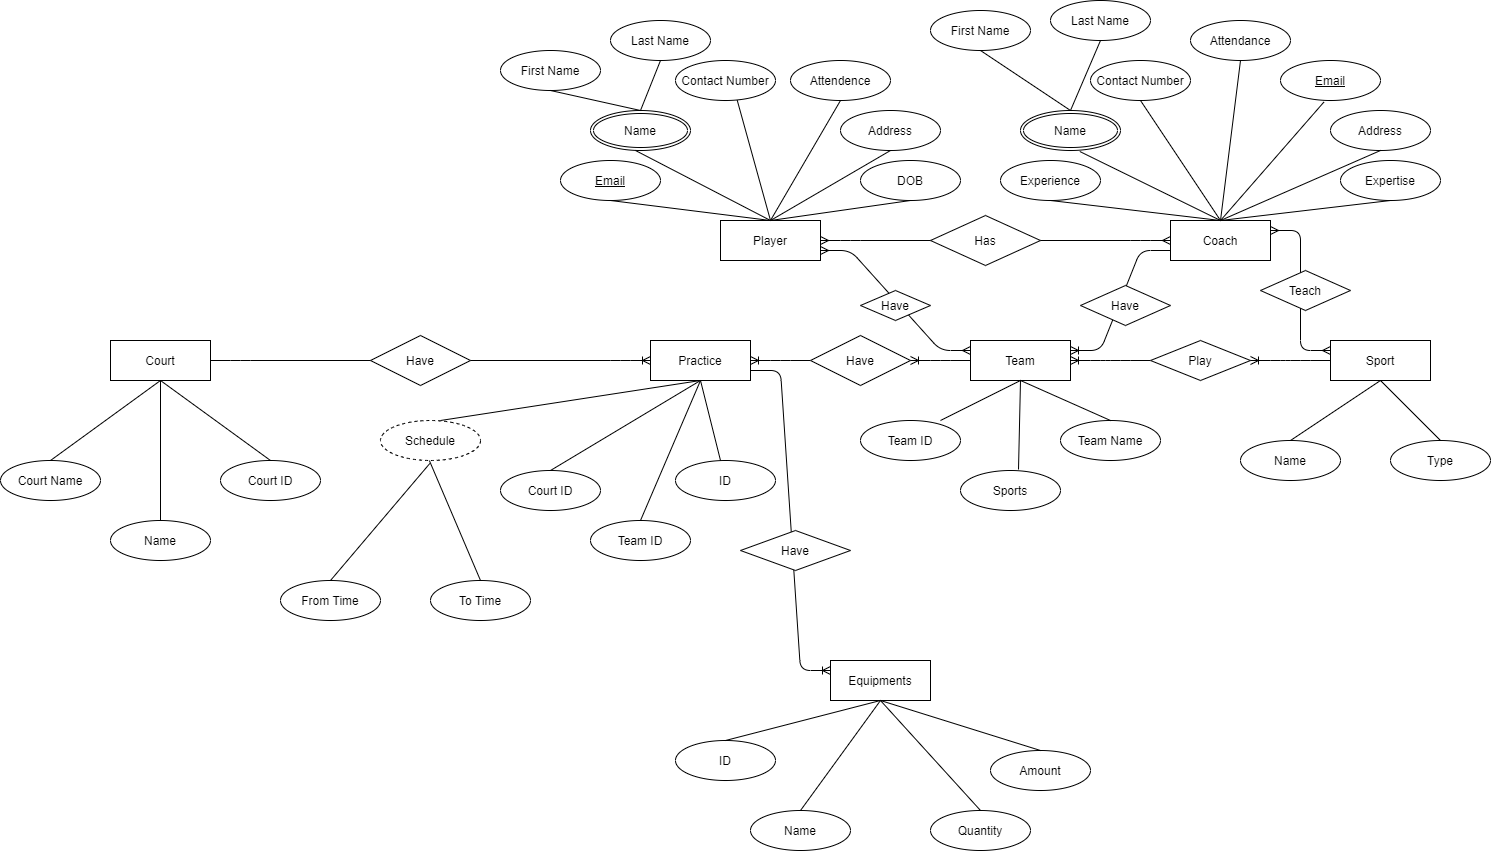 Last Name
First Name
Contact Number
Attendence
Name
Address
Email
DOB
Player
Last Name
First Name
Attendance
Contact Number
Email
Name
Address
Experience
Expertise
Coach
Has
Have
Have
Teach
Court
Have
Practice
Have
Team
Play
Sport
Court Name
Name
Court ID
Schedule
From Time
To Time
Court ID
Team ID
ID
Team ID
Sports
Team Name
Name
Type
Have
Equipments
ID
Name
Quantity
Amount